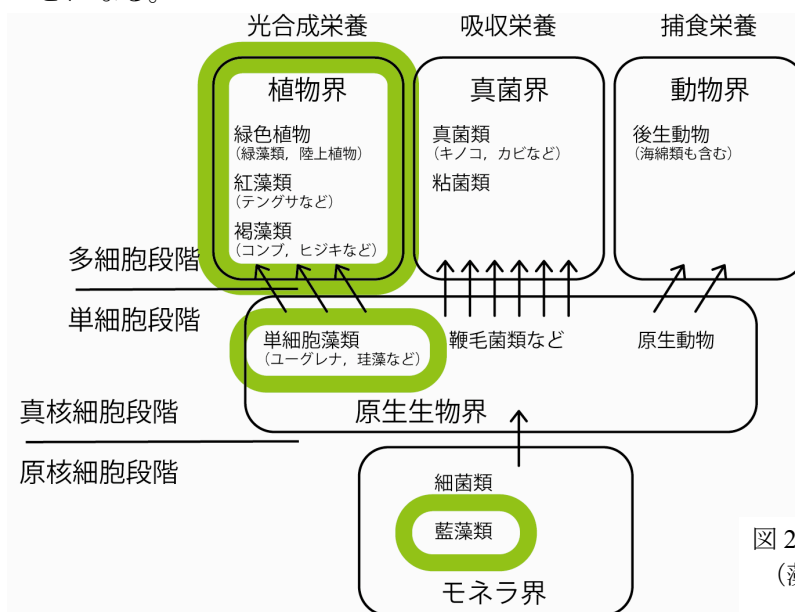 光合成栄養
吸収栄養
捕食栄養
植物界
緑色植物
(緑藻類，陸上植物)
紅藻類
(テングサなど)
褐藻類
(コンブ，ヒジキなど)
真菌界
真菌類
(キノコ，カビなど)
粘菌類
動物界
後生動物
(海綿類も含む)
多細胞段階
単細胞段階
単細胞藻類
(ユーグレナ，珪藻など)
鞭毛菌類など
原生動物
原生生物界
真核細胞段階
原核細胞段階
細菌類
藍藻類
モネラ界
図 2